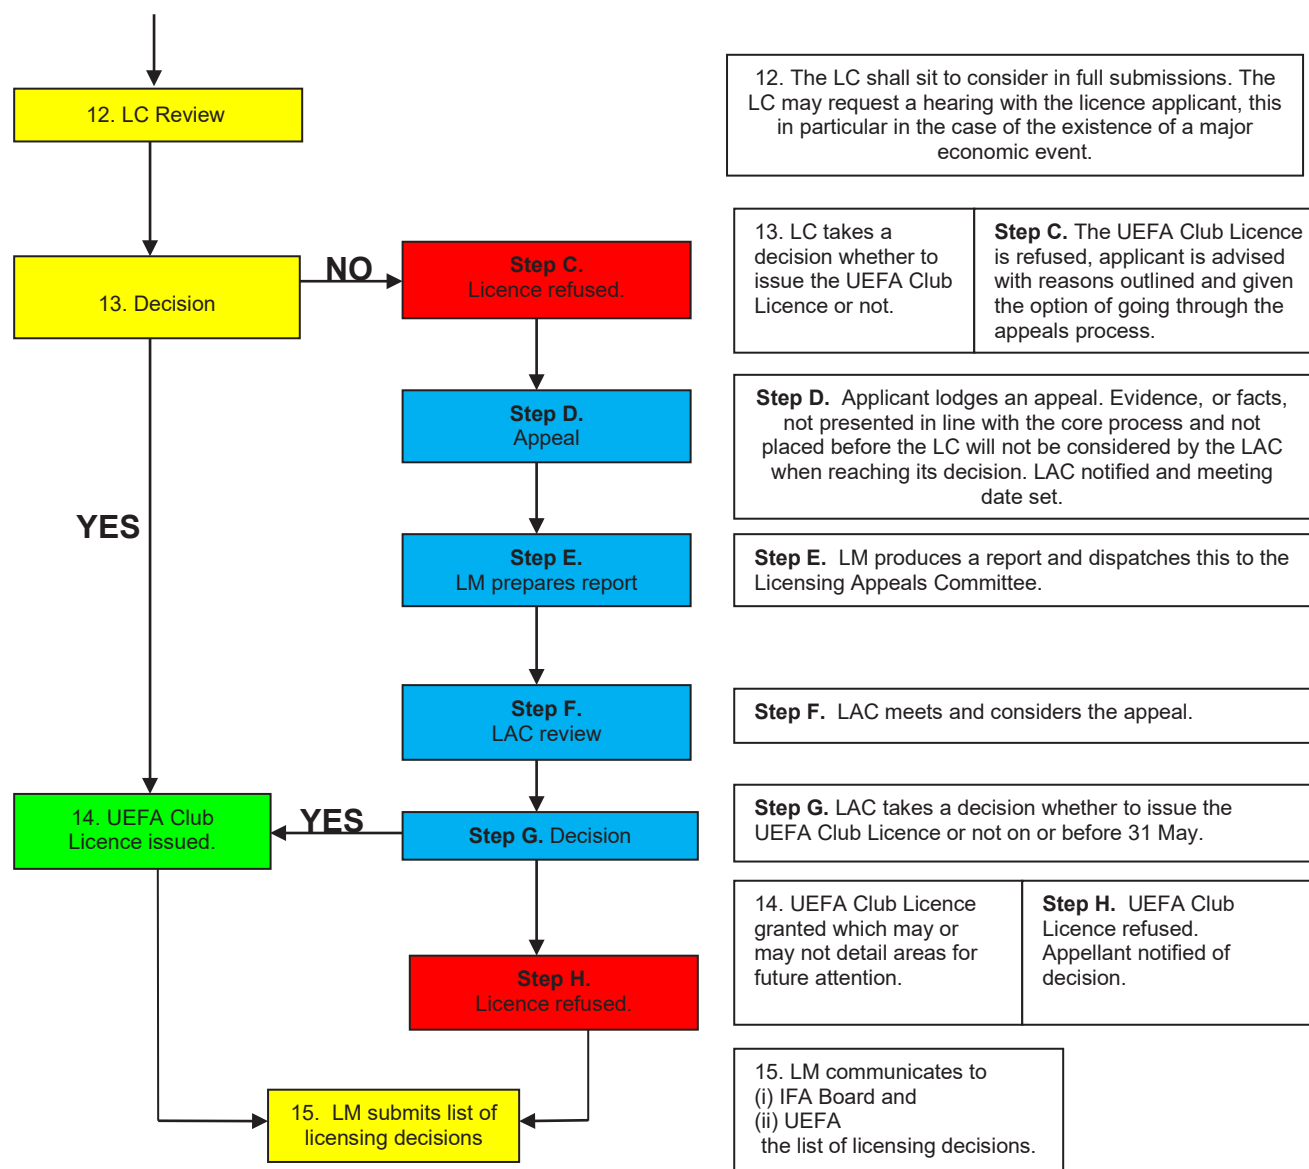 12. LC Review
12. The LC shall sit to consider in full submissions. The
LC may request a hearing with the licence applicant, this
in particular in the case of the existence of a major
economic event.
13. Decision
NO
Step C.
Licence refused.
13. LC takes a
decision whether to
issue the UEFA Club
Licence or not.
Step C. The UEFA Club Licence
is refused, applicant is advised
with reasons outlined and given
the option of going through the
appeals process.
Step D.
Appeal
Step D. Applicant lodges an appeal. Evidence, or facts,
not presented in line with the core process and not
placed before the LC will not be considered by the LAC
when reaching its decision. LAC notified and meeting
date set.
YES
Step E.
LM prepares report
Step E. LM produces a report and dispatches this to the
Licensing Appeals Committee.
Step F.
LAC review
Step F. LAC meets and considers the appeal.
14. UEFA Club
Licence issued.
YES
Step G. Decision
Step G. LAC takes a decision whether to issue the
UEFA Club Licence or not on or before 31 May.
Step H.
Licence refused.
14. UEFA Club Licence
granted which may or
may not detail areas for
future attention.
Step H. UEFA Club
Licence refused.
Appellant notified of
decision.
15. LM submits list of
licensing decisions
15. LM communicates to
(i) IFA Board and
(ii) UEFA
the list of licensing decisions.